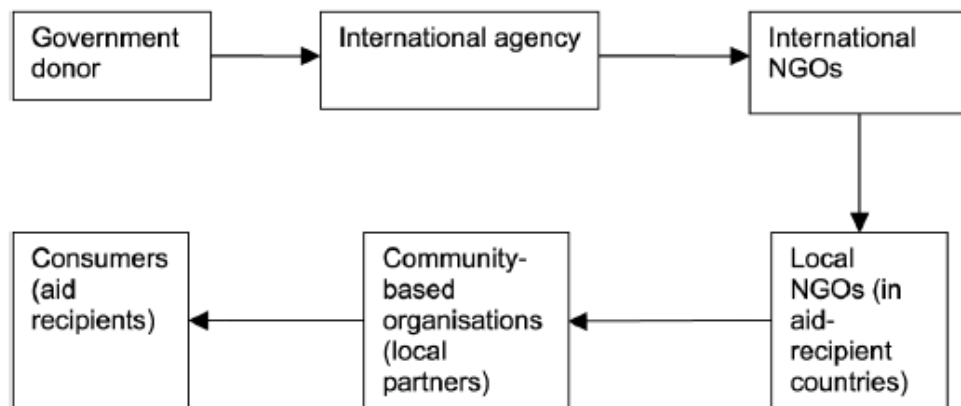 Government
donor
International agency
International
NGOs
Local
NGOs (in
aid-
recipient
countries)
Community-
based
organisations
(local
partners)
Consumers
(aid
recipients)